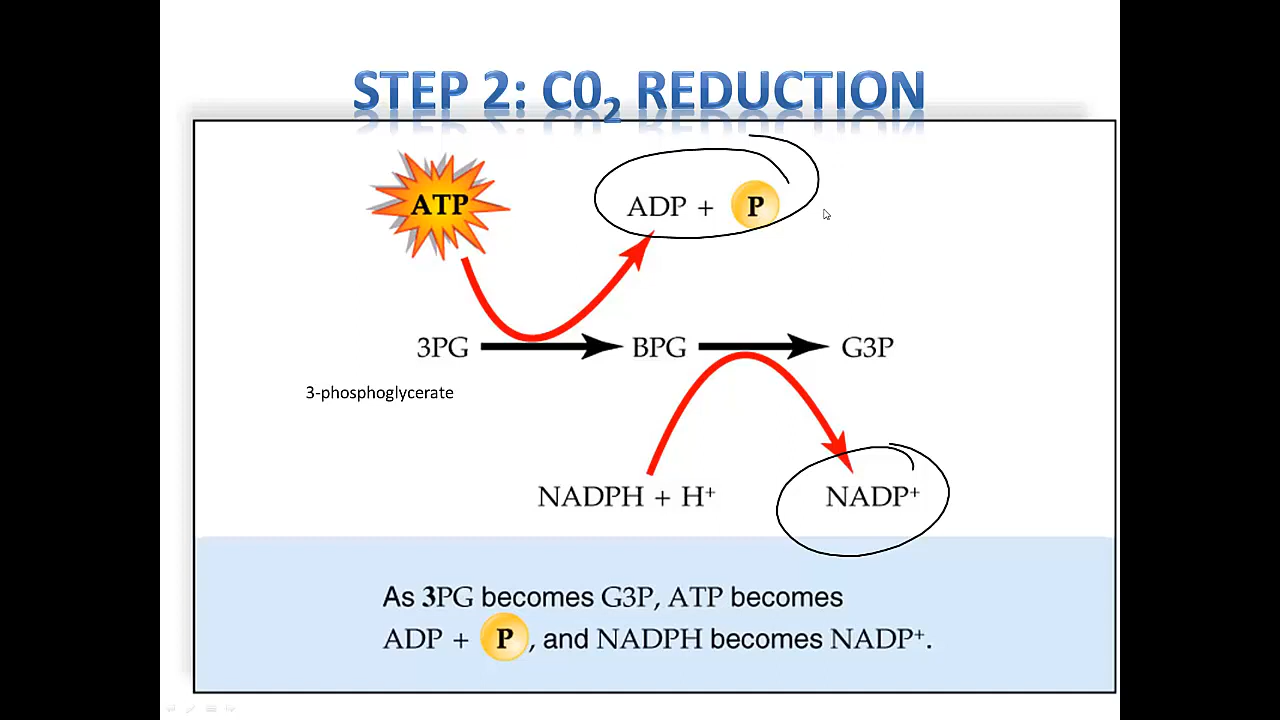 STEP 2: C0₂ REDUCTION
ATP
ADP + P
3PG BPG G3P
3-phosphoglycerate
NADPH + H⁺ NADP⁺
As 3PG becomes G3P, ATP becomes
ADP + P , and NADPH becomes NADP⁺.